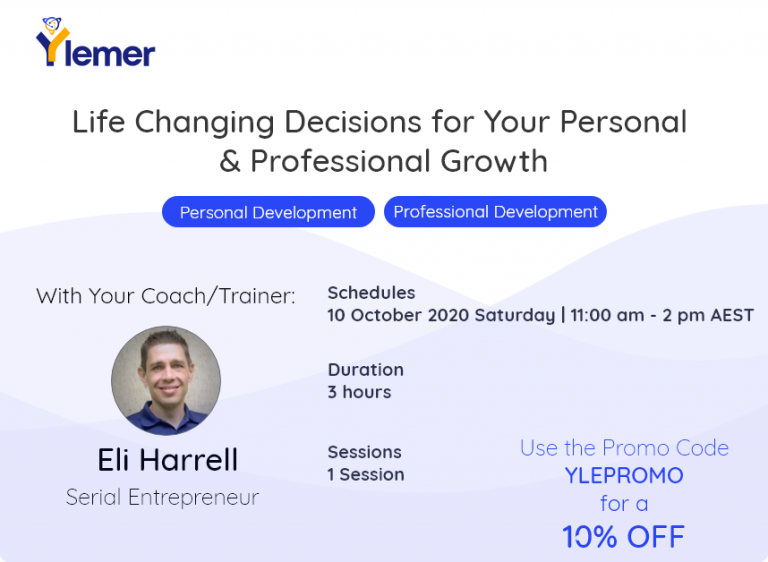 Ylemer
Life Changing Decisions for Your Personal
& Professional Growth
Personal Development
Professional Development
With Your Coach/Trainer:
Eli Harrell
Serial Entrepreneur
Schedules
10 October 2020 Saturday | 11:00 am - 2 pm AEST
Duration
3 hours
Sessions
1 Session
Use the Promo Code
YLEPROMO
for a
10% OFF